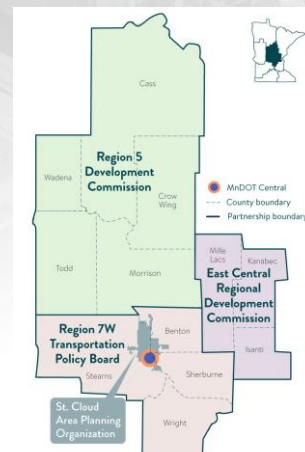 Cass
Region 5
Development
Commission
Wadena
Crow
Wing
MnDOT Central
County boundary
Partnership boundary
Todd
Morrison
Mille
Lacs
Kanabec
East Central
Regional
Development
Commission
Isanti
Region 7W
Transportation
Policy Board
Benton
Stearns
Sherburne
St. Cloud
Area Planning
Organization
Wright